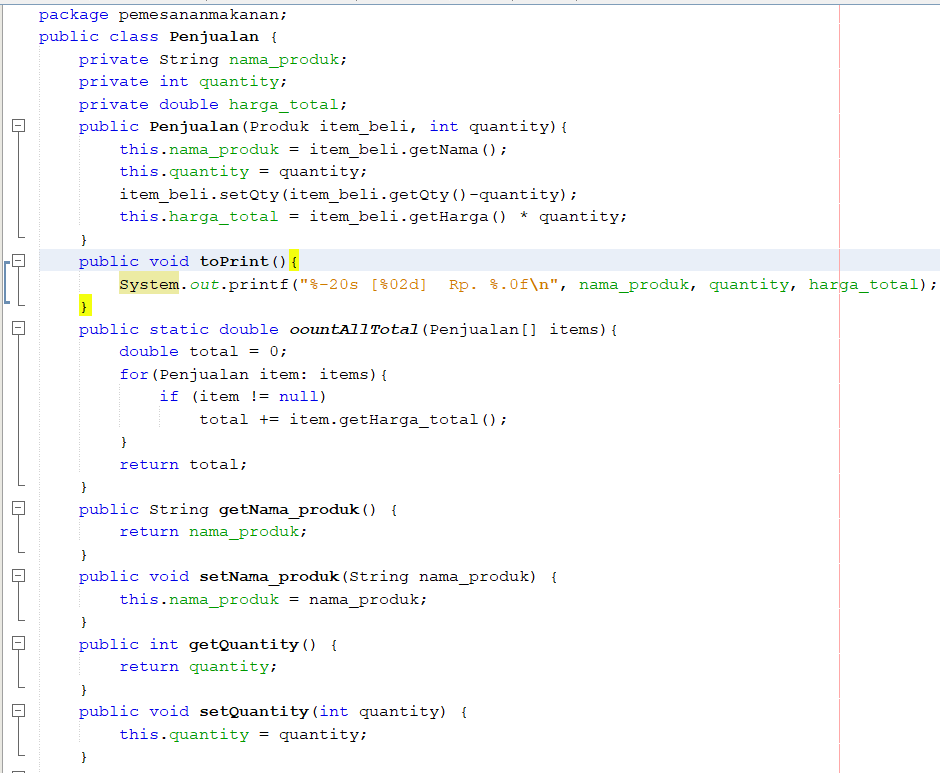 package pemesananmakanan;
public class Penjualan {
    private String nama_produk;
    private int quantity;
    private double harga_total;
    public Penjualan(Produk item_beli, int quantity){
        this.nama_produk = item_beli.getNama();
        this.quantity = quantity;
        item_beli.setQty(item_beli.getQty()-quantity);
        this.harga_total = item_beli.getHarga() * quantity;
    }
    public void toPrint(){
        System.out.printf("%-20s [%02d]  Rp. %.0f\n", nama_produk, quantity, harga_total);
    }
    public static double oountAllTotal(Penjualan[] items){
        double total = 0;
        for(Penjualan item: items){
            if (item != null)
                total += item.getHarga_total();
        }
        return total;
    }
    public String getNama_produk() {
        return nama_produk;
    }
    public void setNama_produk(String nama_produk) {
        this.nama_produk = nama_produk;
    }
    public int getQuantity() {
        return quantity;
    }
    public void setQuantity(int quantity) {
        this.quantity = quantity;
    }